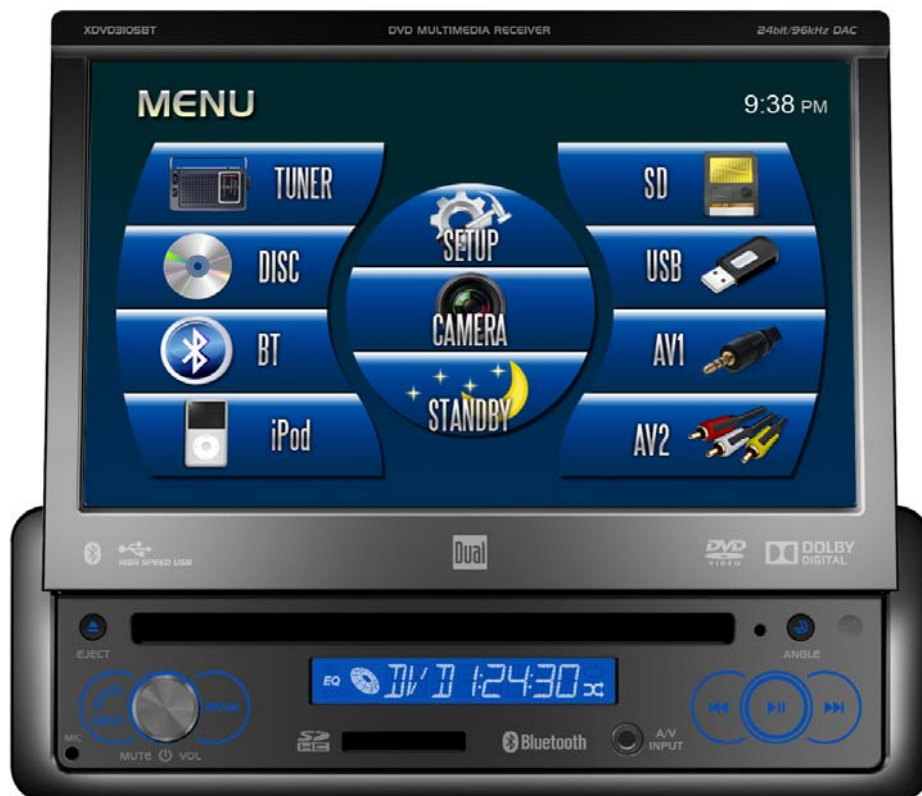 XDVD3105BT DVD MULTIMEDIA RECEIVER 24bit/96kHz DAC
MENU 9:38 PM
TUNER
DISC
BT
iPod
SETUP
CAMERA
STANDBY
SD
USB
AV1
AV2
HIGH SPEED USB
Dual
DVD
VIDEO
DOLBY
DIGITAL
EJECT
ANGLE
EQ DVD 1:24:30
MIC
MUTE VOL
SD
HC
Bluetooth
A/V
INPUT